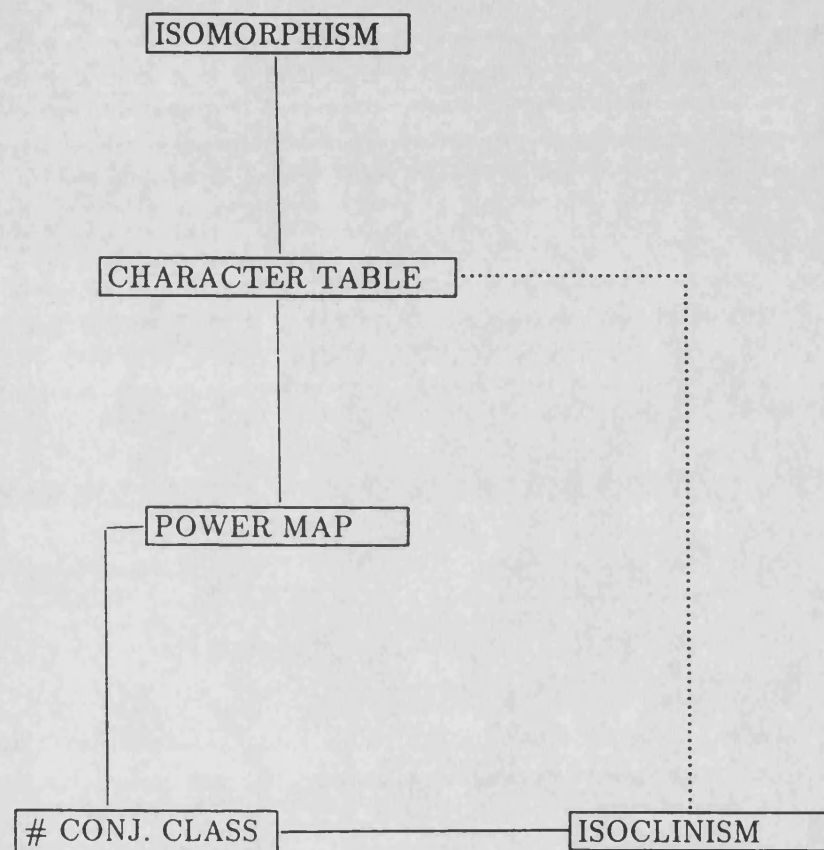 ISOMORPHISM
CHARACTER TABLE
POWER MAP
# CONJ. CLASS
ISOCLINISM